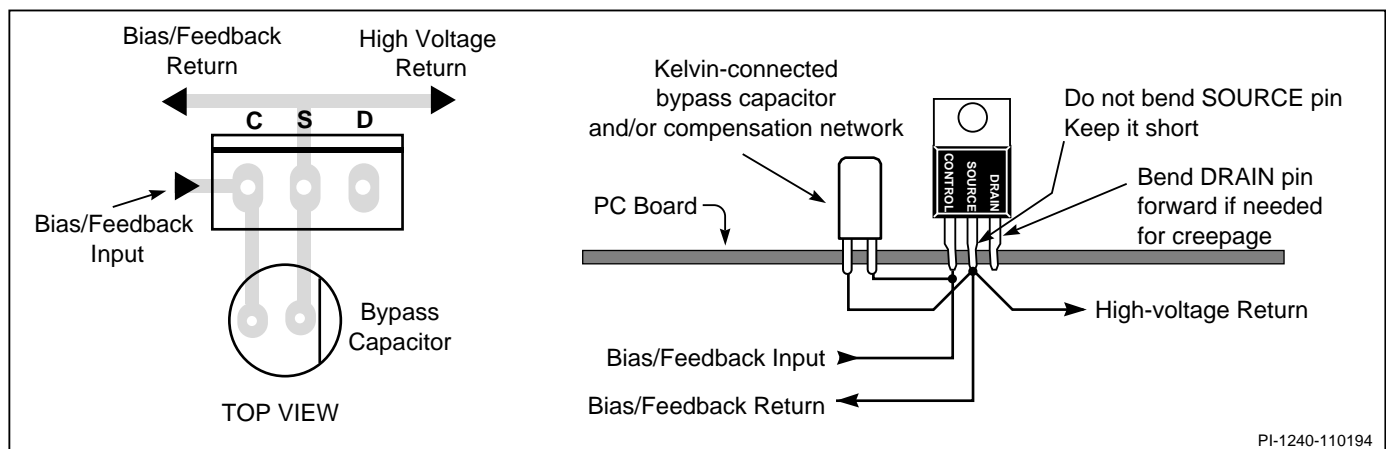 Bias/Feedback
Return
High Voltage
Return
C S D
Bias/Feedback
Input
Bypass
Capacitor
TOP VIEW
Kelvin-connected
bypass capacitor
and/or compensation network
PC Board
CONTROL
SOURCE
DRAIN
Do not bend SOURCE pin
Keep it short
Bend DRAIN pin
forward if needed
for creepage
High-voltage Return
Bias/Feedback Input
Bias/Feedback Return
PI-1240-110194